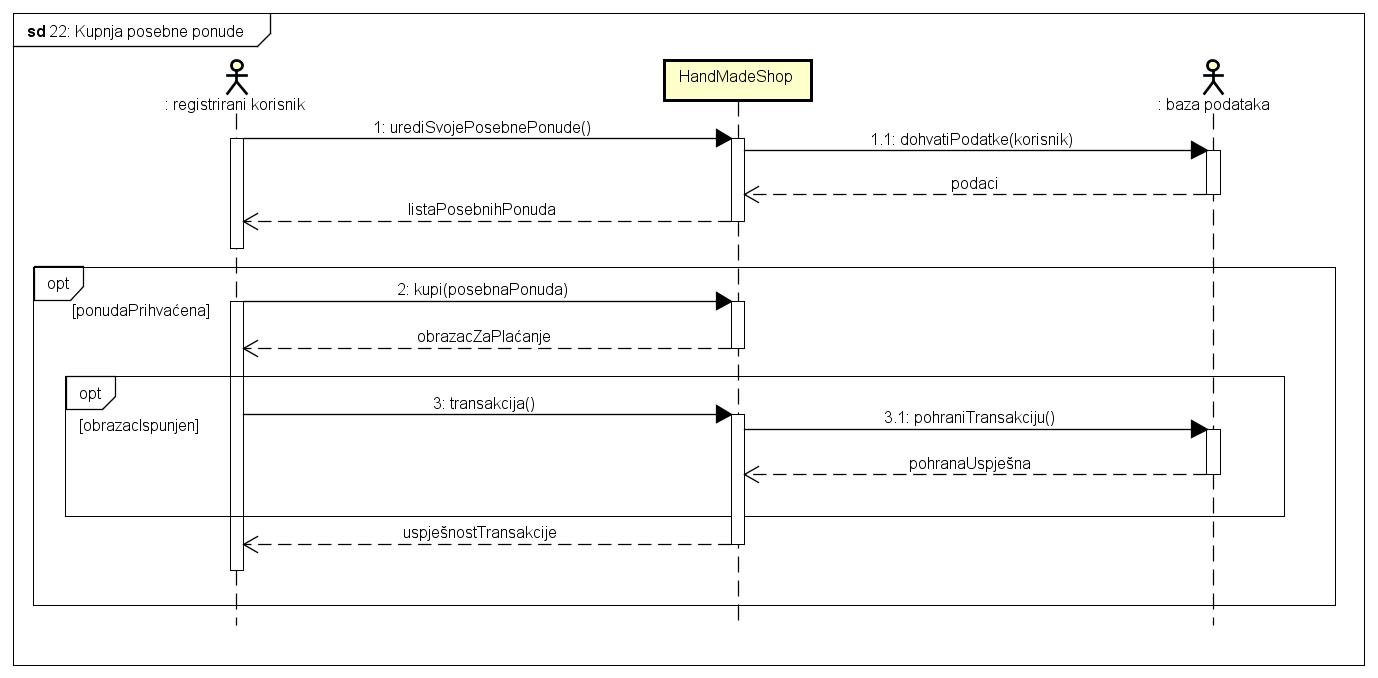 sd 22: Kupnja posebne ponude
: registrirani korisnik
HandMadeShop
: baza podataka
1: urediSvojePosebnePonude()
1.1: dohvatiPodatke(korisnik)
podaci
listaPosebnihPonuda
opt
[ponudaPrihvaćena]
2: kupi(posebnaPonuda)
obrazacZaPlaćanje
opt
[obrazacIspunjen]
3: transakcija()
3.1: pohraniTransakciju()
pohranaUspješna
uspješnostTransakcije